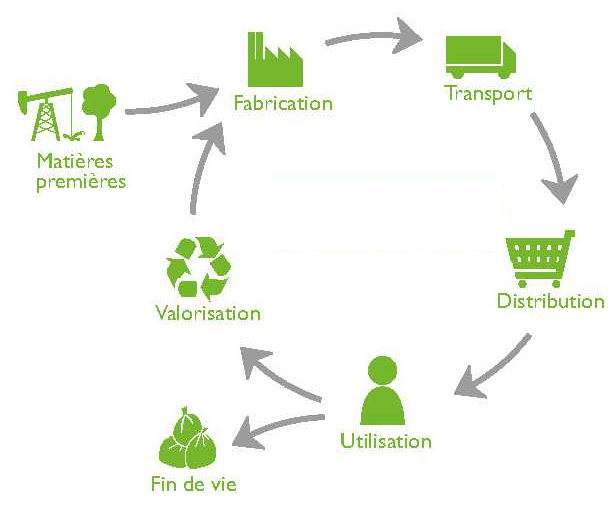 Fabrication
Transport
Matières
premières
Distribution
Valorisation
Utilisation
Fin de vie